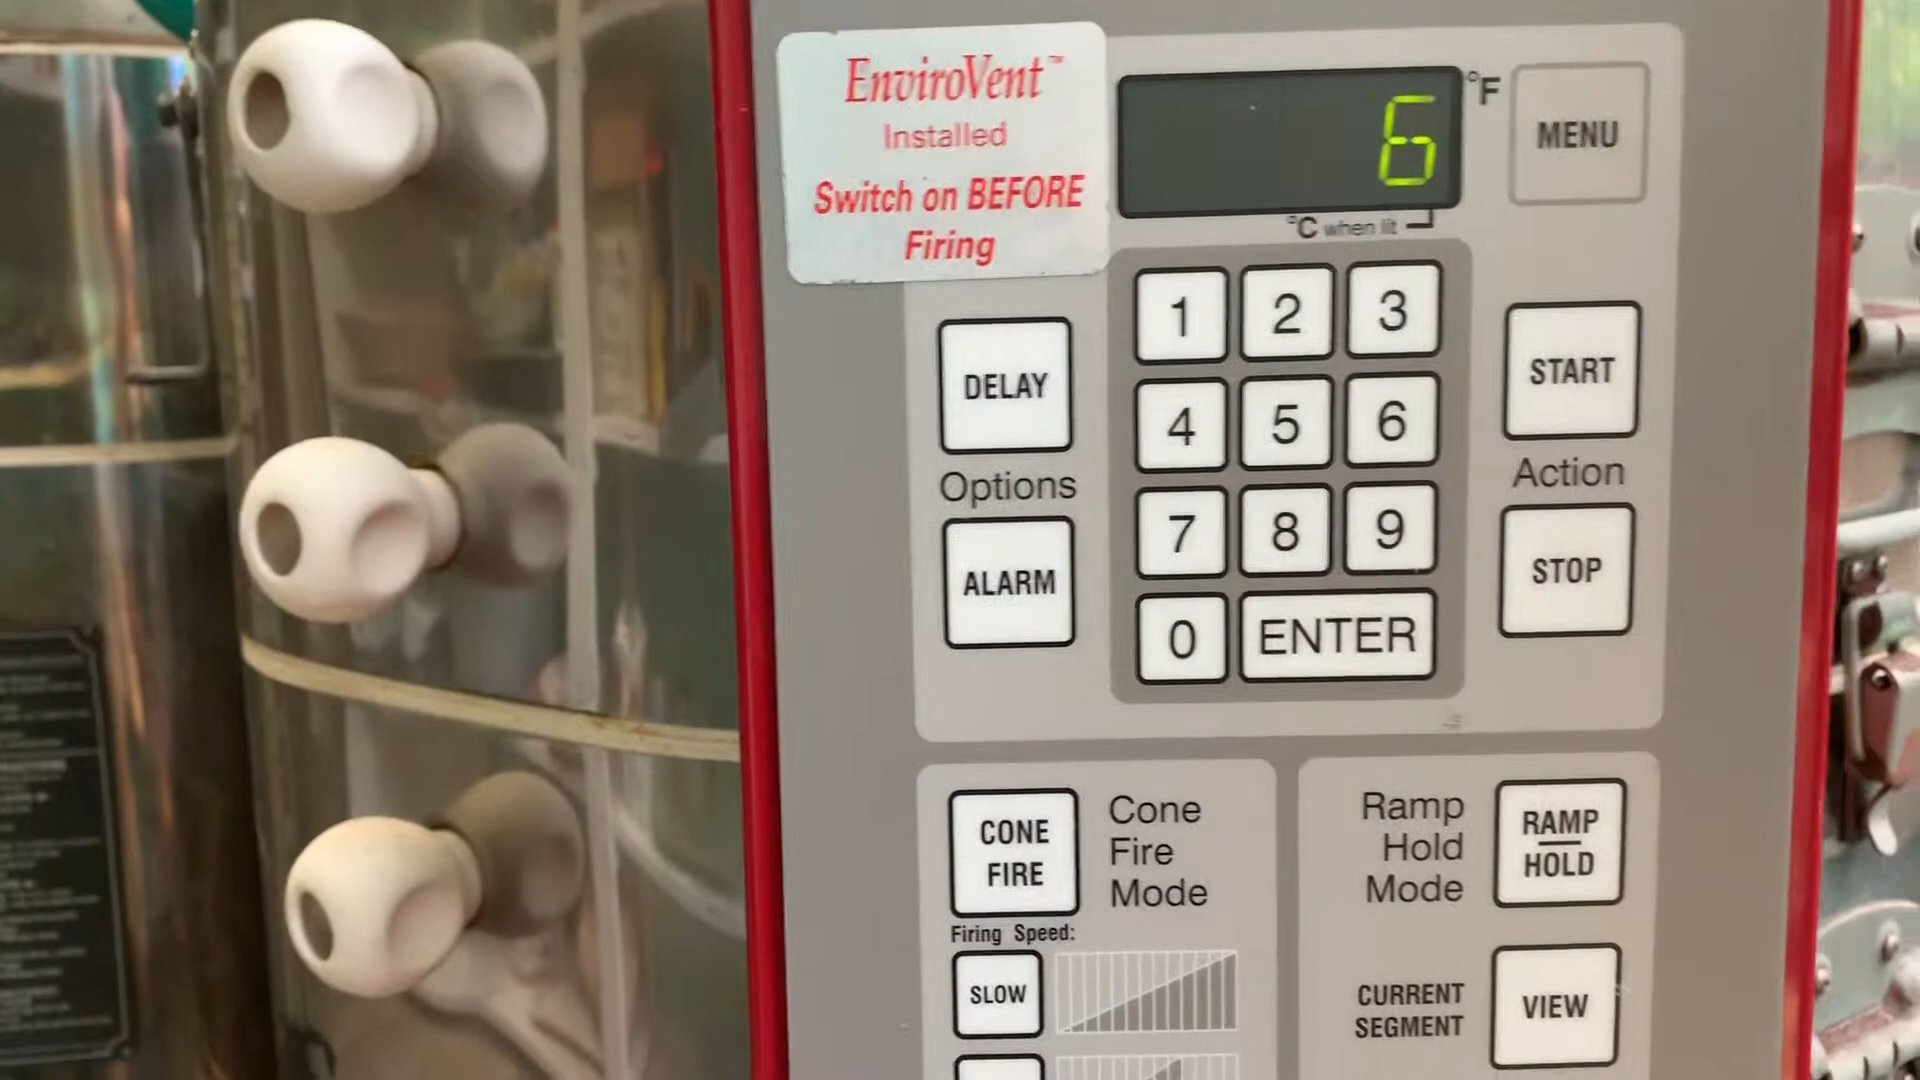 EnviroVent™
Installed
Switch on BEFORE
Firing
6
°F
°C when lit
MENU
1 2 3
4 5 6
7 8 9
0 ENTER
DELAY
Options
ALARM
START
Action
STOP
CONE
FIRE
Cone
Fire
Mode
Firing Speed:
SLOW
Ramp
Hold
Mode
RAMP
HOLD
CURRENT
SEGMENT
VIEW